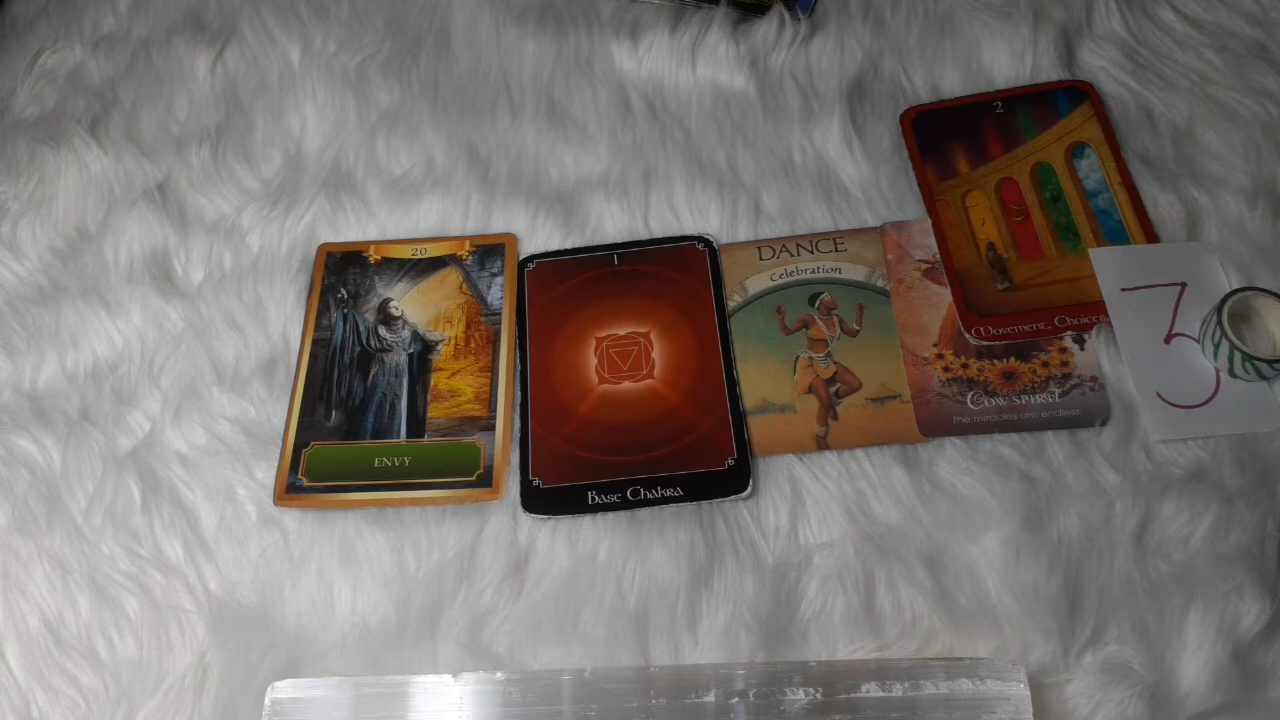 20
ENVY
1
Base Chakra
DANCE
Celebration
COW SPIRIT
The miracles are endless.
2
Movement, Choices,
3